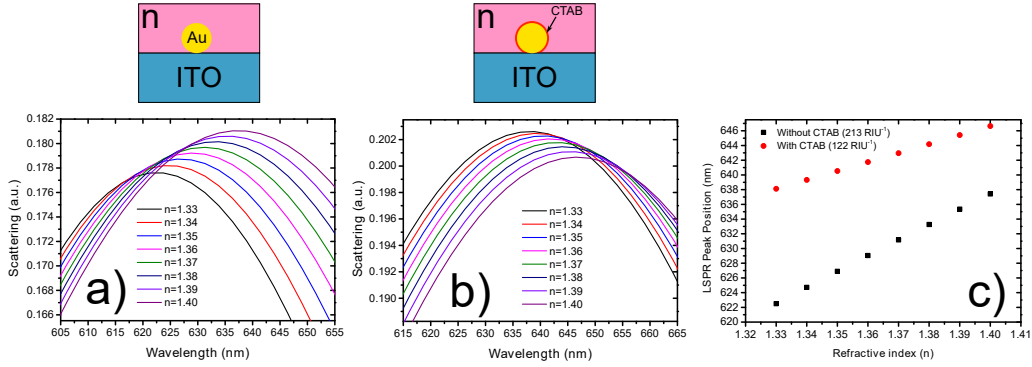 n
Au
ITO
n
CTAB
ITO
0.182
0.180
0.178
0.176
0.174
0.172
0.170
0.168
0.166
Scattering (a.u.)
n=1.33
n=1.34
n=1.35
n=1.36
n=1.37
n=1.38
n=1.39
n=1.40
a)
605 610 615 620 625 630 635 640 645 650 655
Wavelength (nm)
0.202
0.200
0.198
0.196
0.194
0.192
0.190
Scattering (a.u.)
n=1.33
n=1.34
n=1.35
n=1.36
n=1.37
n=1.38
n=1.39
n=1.40
b)
615 620 625 630 635 640 645 650 655 660 665
Wavelength (nm)
646
644
642
640
638
636
634
632
630
628
626
624
622
620
LSPR Peak Position (nm)
Without CTAB (213 RIU⁻¹)
With CTAB (122 RIU⁻¹)
c)
1.32 1.33 1.34 1.35 1.36 1.37 1.38 1.39 1.40 1.41
Refractive index (n)